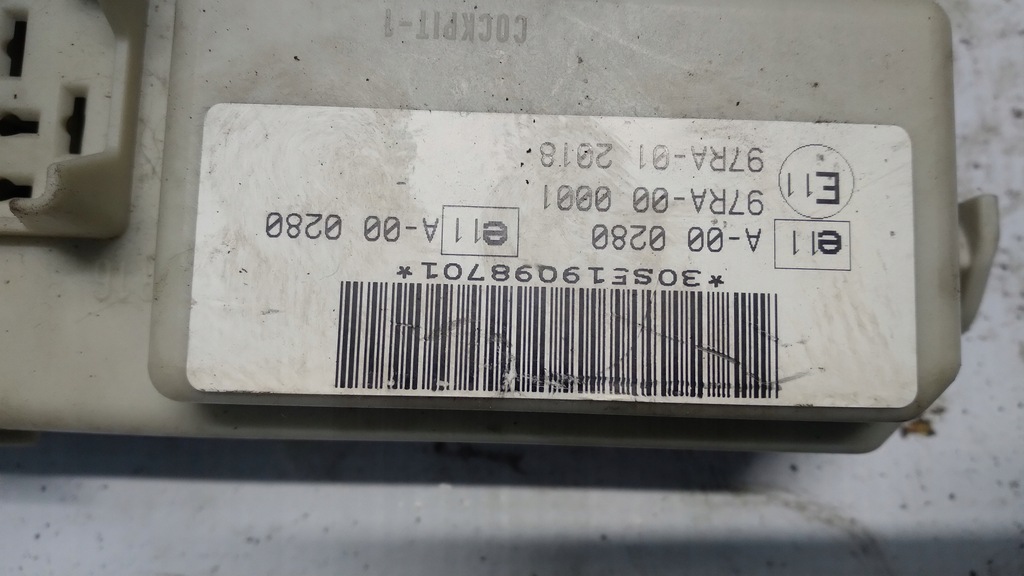 *30SE19098701*
e11 A-00 0280 e11 A-00 0280
E11 97RA-00 0001
97RA-01 2018
COCKPIT-1